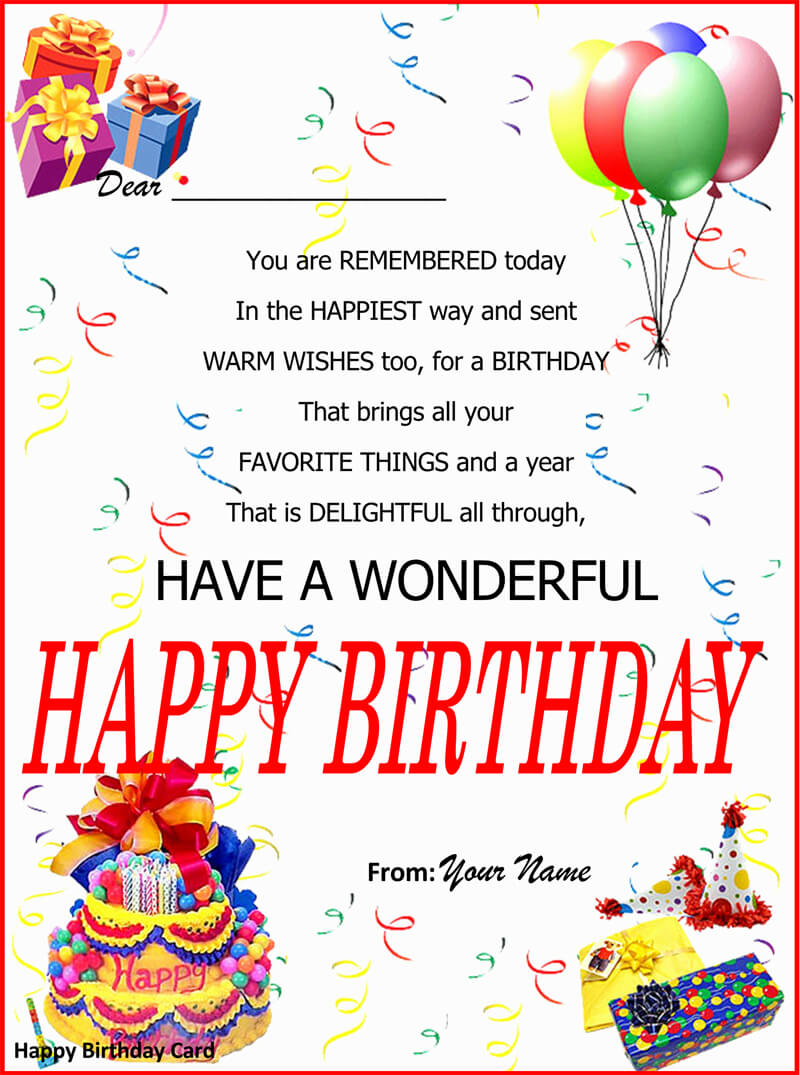 Dear ____________________
You are REMEMBERED today
In the HAPPIEST way and sent
WARM WISHES too, for a BIRTHDAY
That brings all your
FAVORITE THINGS and a year
That is DELIGHTFUL all through,
HAVE A WONDERFUL
HAPPY BIRTHDAY
From: Your Name
Happy
Happy Birthday Card